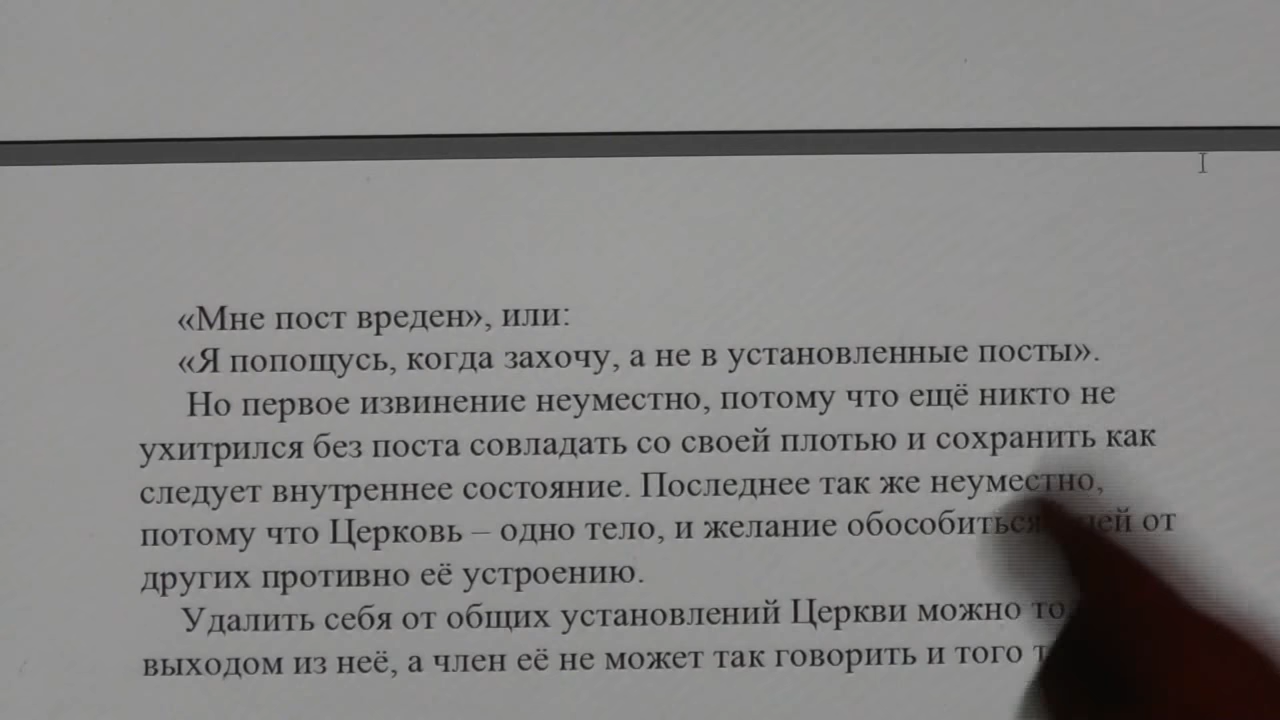 «Мне пост вреден», или:
«Я попощусь, когда захочу, а не в установленные посты».
Но первое извинение неуместно, потому что ещё никто не
ухитрился без поста совладать со своей плотью и сохранить как
следует внутреннее состояние. Последнее так же неуместно,
потому что Церковь – одно тело, и желание обособиться от
других противно её устроению.
Удалить себя от общих установлений Церкви можно
выходом из неё, а член её не может так говорить и того